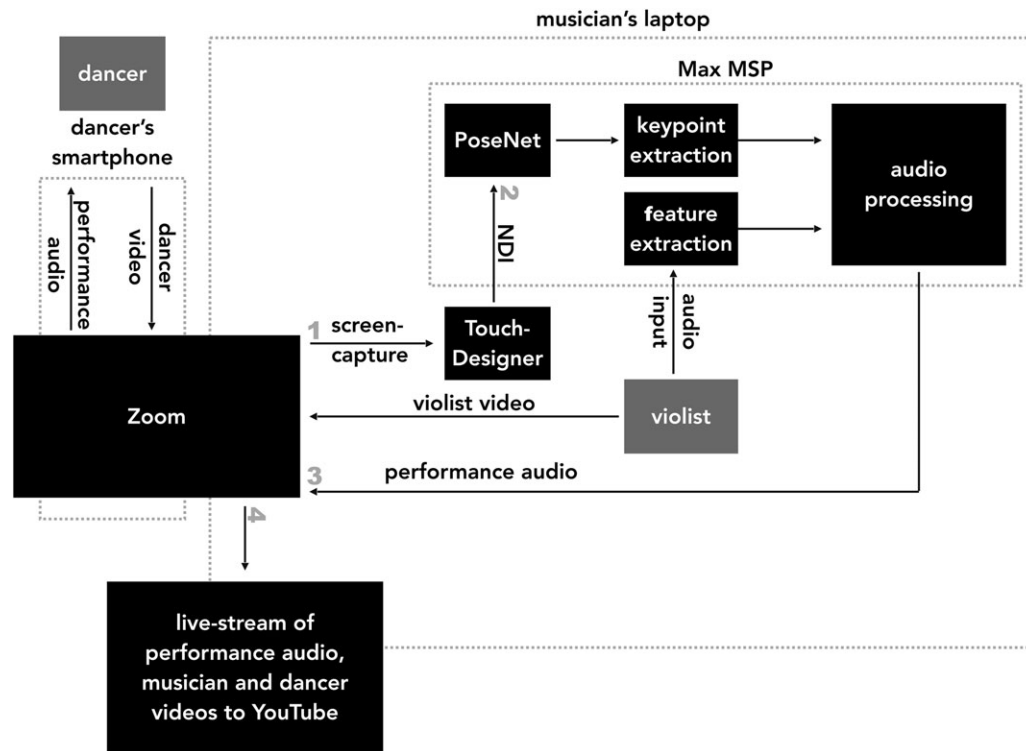 musician's laptop
dancer
Max MSP
dancer's
smartphone
PoseNet
keypoint
extraction
audio
processing
feature
extraction
2
NDI
performance
audio
dancer
video
audio
input
1
screen-
capture
Touch-
Designer
Zoom
violist video
violist
3
performance audio
4
live-stream of
performance audio,
musician and dancer
videos to YouTube